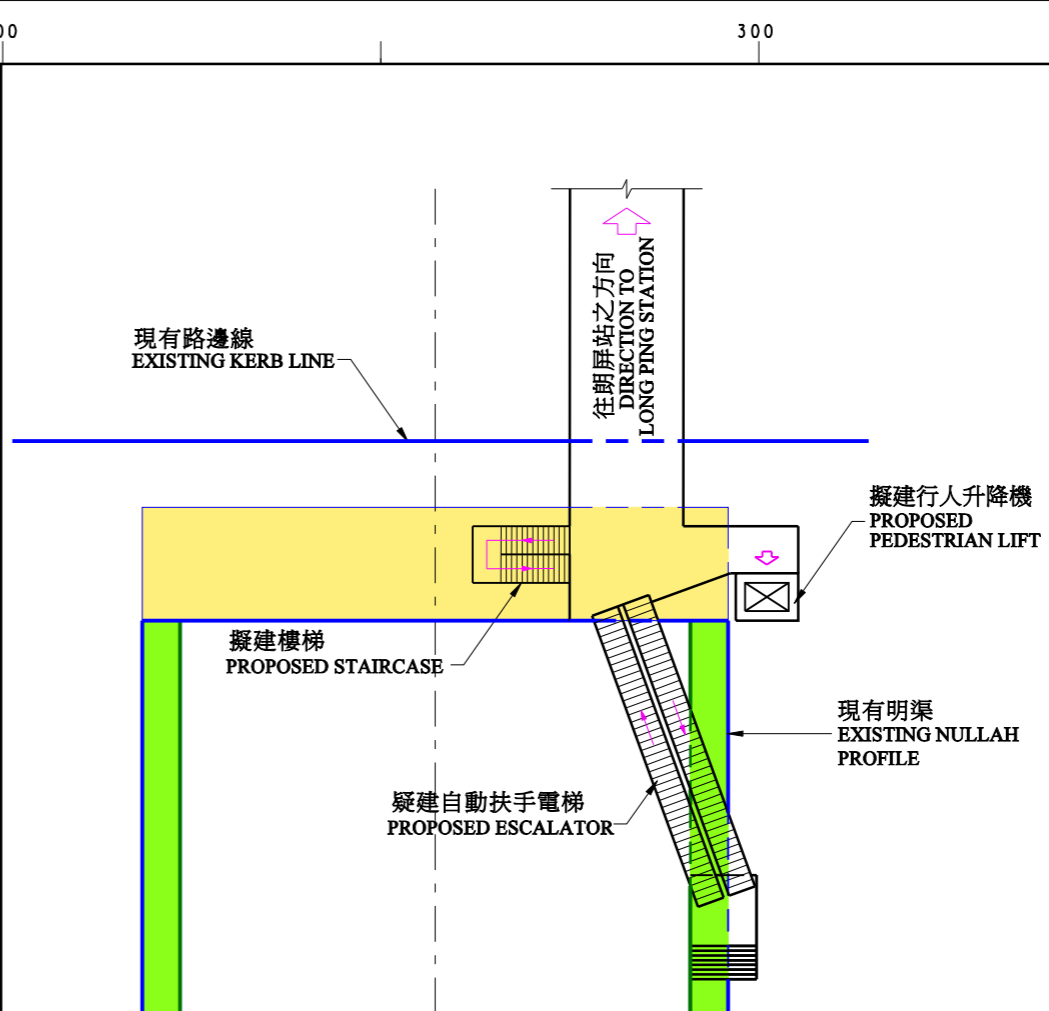 00
300
往朗屏站之方向
DIRECTION TO
LONG PING STATION
現有路邊線
EXISTING KERB LINE
擬建行人升降機
PROPOSED
PEDESTRIAN LIFT
擬建樓梯
PROPOSED STAIRCASE
現有明渠
EXISTING NULLAH
PROFILE
疑建自動扶手電梯
PROPOSED ESCALATOR